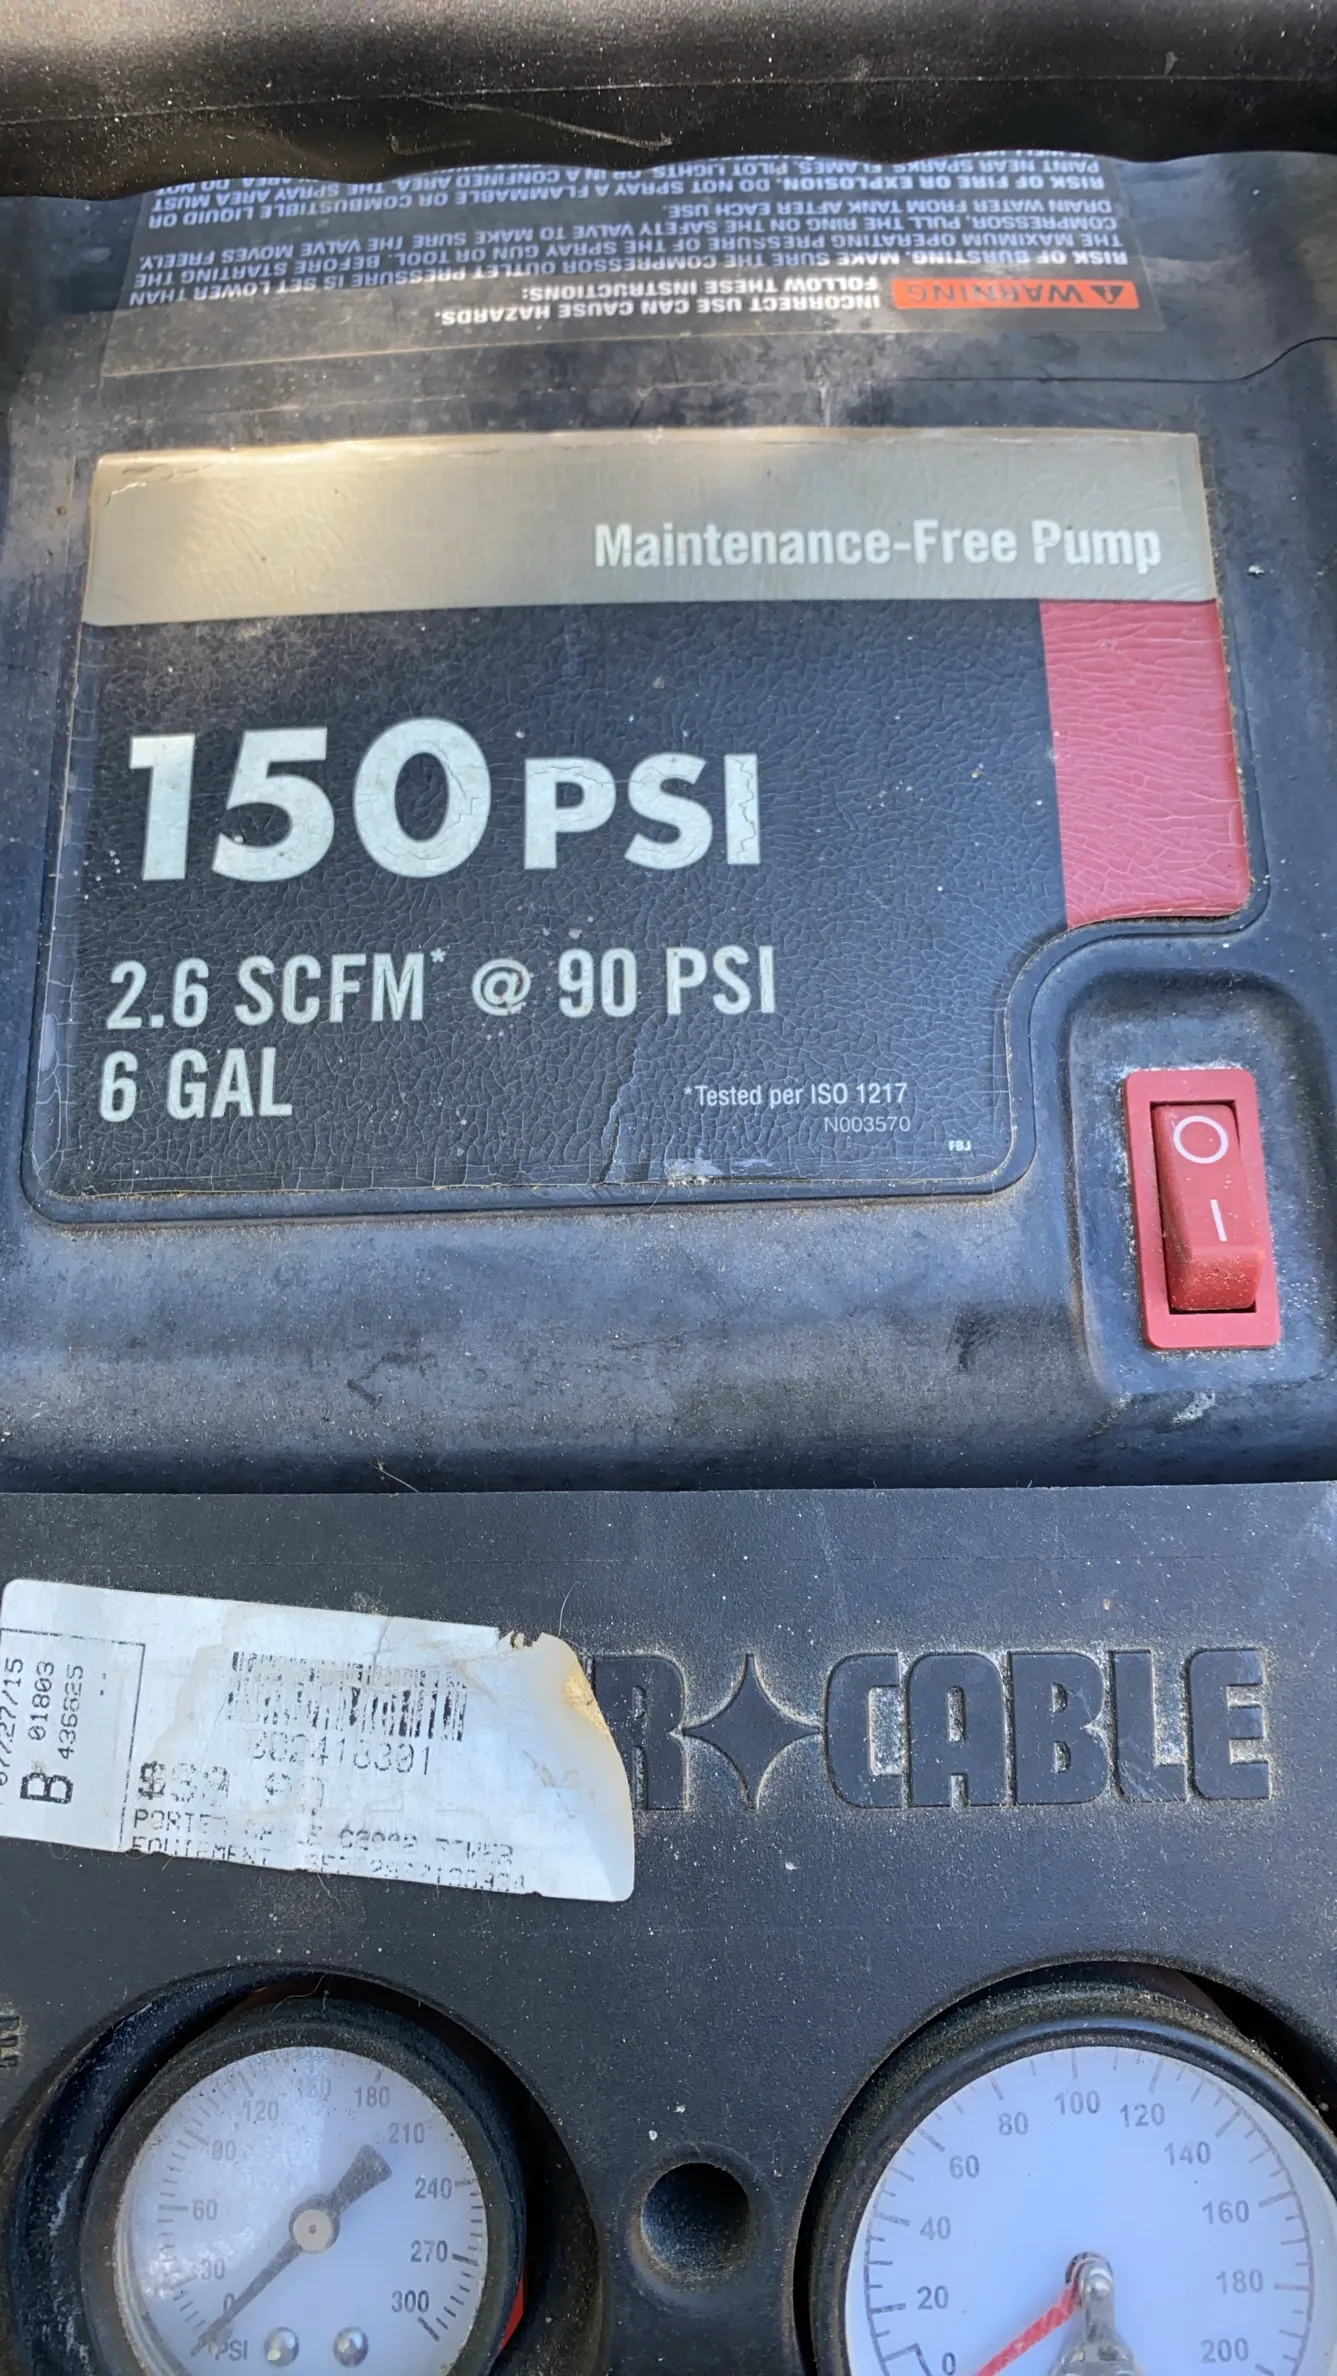 WARNING
INCORRECT USE CAN CAUSE HAZARDS.
FOLLOW THESE INSTRUCTIONS:
RISK OF BURSTING. MAKE SURE THE COMPRESSOR OUTLET PRESSURE IS SET LOWER THAN
THE MAXIMUM OPERATING PRESSURE OF THE SPRAY GUN OR TOOL. BEFORE STARTING THE
COMPRESSOR, PULL THE RING ON THE SAFETY VALVE TO MAKE SURE THE VALVE MOVES FREELY.
DRAIN WATER FROM TANK AFTER EACH USE.
RISK OF FIRE OR EXPLOSION. DO NOT SPRAY A FLAMMABLE OR COMBUSTIBLE LIQUID OR
PAINT NEAR SPARKS, FLAMES, PILOT LIGHTS, OR IN A CONFINED AREA. THE SPRAY AREA MUST
Maintenance-Free Pump
150 PSI
2.6 SCFM* @ 90 PSI
6 GAL
*Tested per ISO 1217
N003570
FBJ
O
I
R CABLE
27/15
B 01803
302418301
PORTE
EQUIPMENT
0
30
60
120
180
210
240
270
300
PSI
0
20
40
60
80
100
120
140
160
180
200